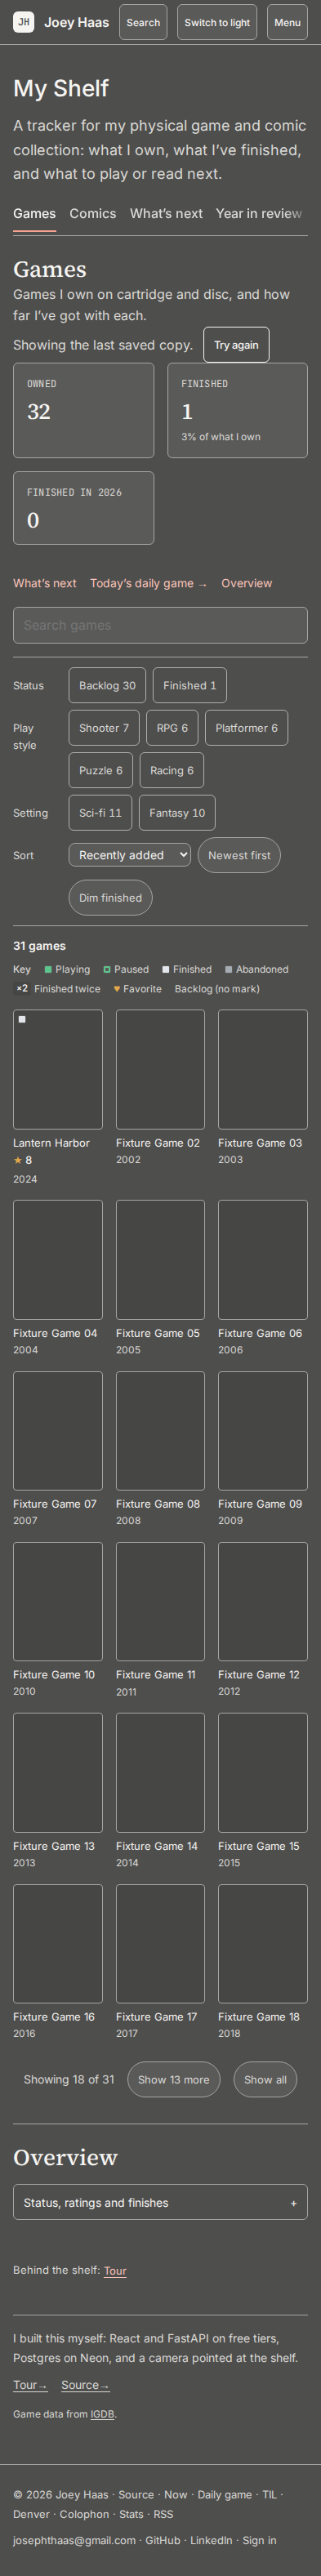 JH Joey Haas Search Switch to light Menu
My Shelf
A tracker for my physical game and comic
collection: what I own, what I’ve finished,
and what to play or read next.
Games Comics What’s next Year in review
Games
Games I own on cartridge and disc, and how
far I’ve got with each.
Showing the last saved copy. Try again
OWNED
32
FINISHED
1
3% of what I own
FINISHED IN 2026
0
What’s next Today’s daily game → Overview
Search games
Status Backlog 30 Finished 1
Play style Shooter 7 RPG 6 Platformer 6
Puzzle 6 Racing 6
Setting Sci-fi 11 Fantasy 10
Sort Recently added Newest first
Dim finished
31 games
Key Playing Paused Finished Abandoned
×2 Finished twice ♥ Favorite Backlog (no mark)
Lantern Harbor
★ 8
2024
Fixture Game 02
2002
Fixture Game 03
2003
Fixture Game 04
2004
Fixture Game 05
2005
Fixture Game 06
2006
Fixture Game 07
2007
Fixture Game 08
2008
Fixture Game 09
2009
Fixture Game 10
2010
Fixture Game 11
2011
Fixture Game 12
2012
Fixture Game 13
2013
Fixture Game 14
2014
Fixture Game 15
2015
Fixture Game 16
2016
Fixture Game 17
2017
Fixture Game 18
2018
Showing 18 of 31 Show 13 more Show all
Overview
Status, ratings and finishes +
Behind the shelf: Tour
I built this myself: React and FastAPI on free tiers,
Postgres on Neon, and a camera pointed at the shelf.
Tour→ Source→
Game data from IGDB.
© 2026 Joey Haas · Source · Now · Daily game · TIL ·
Denver · Colophon · Stats · RSS
josephthaas@gmail.com · GitHub · LinkedIn · Sign in